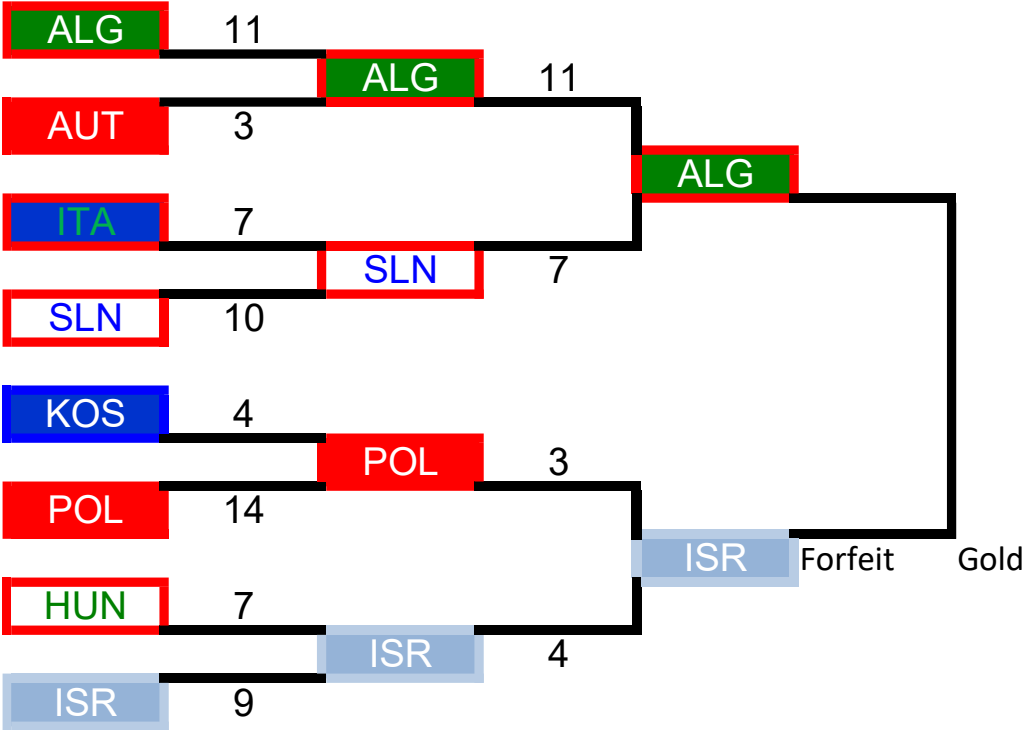 ALG 11
ALG 11
AUT 3
ALG
ITA 7
SLN 7
SLN 10
KOS 4
POL 3
POL 14
ISR Forfeit Gold
HUN 7
ISR 4
ISR 9